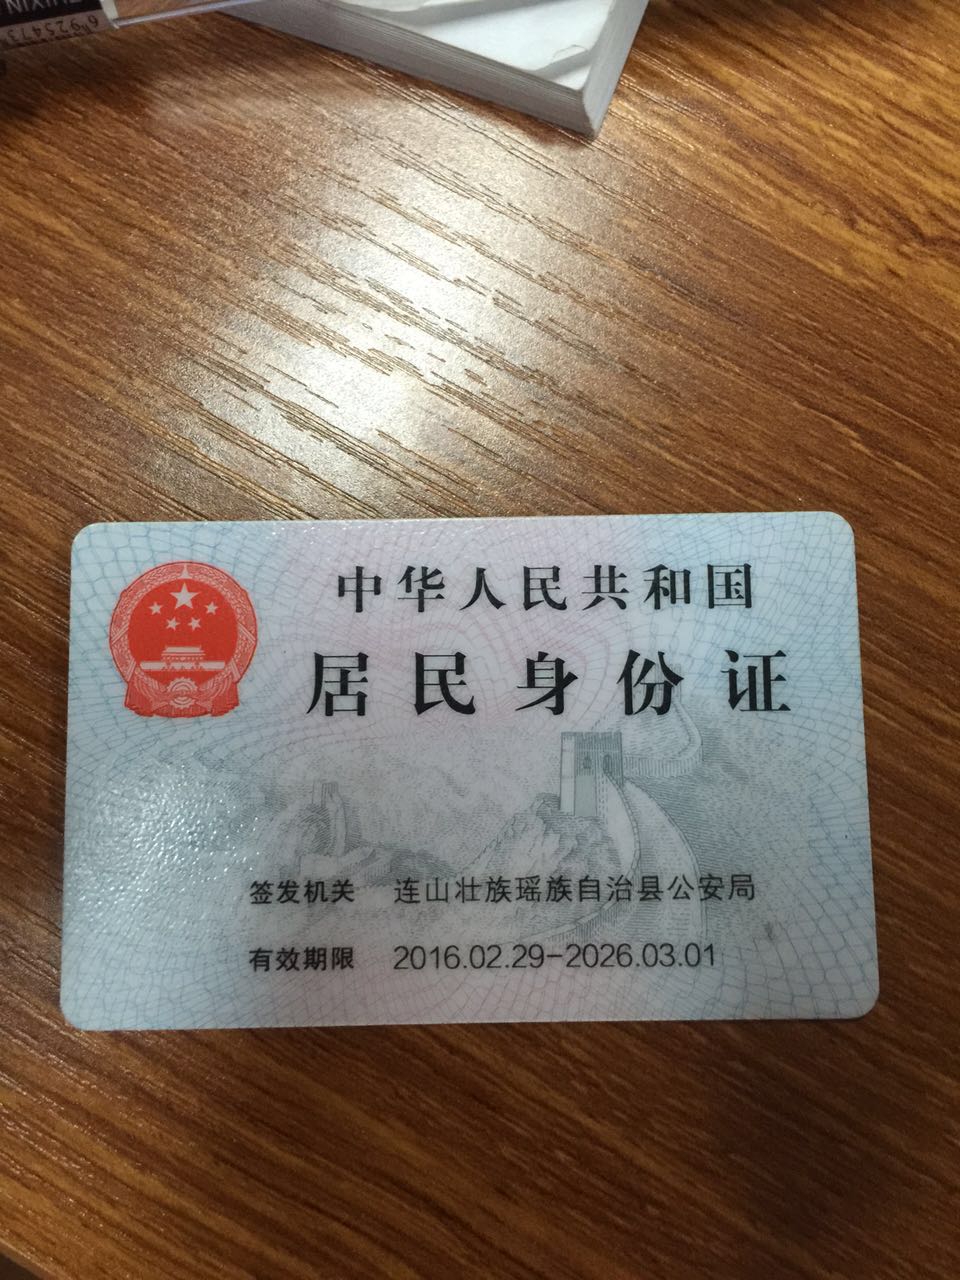 中华人民共和国
居民身份证
签发机关 连山壮族瑶族自治县公安局
有效期限 2016.02.29-2026.03.01